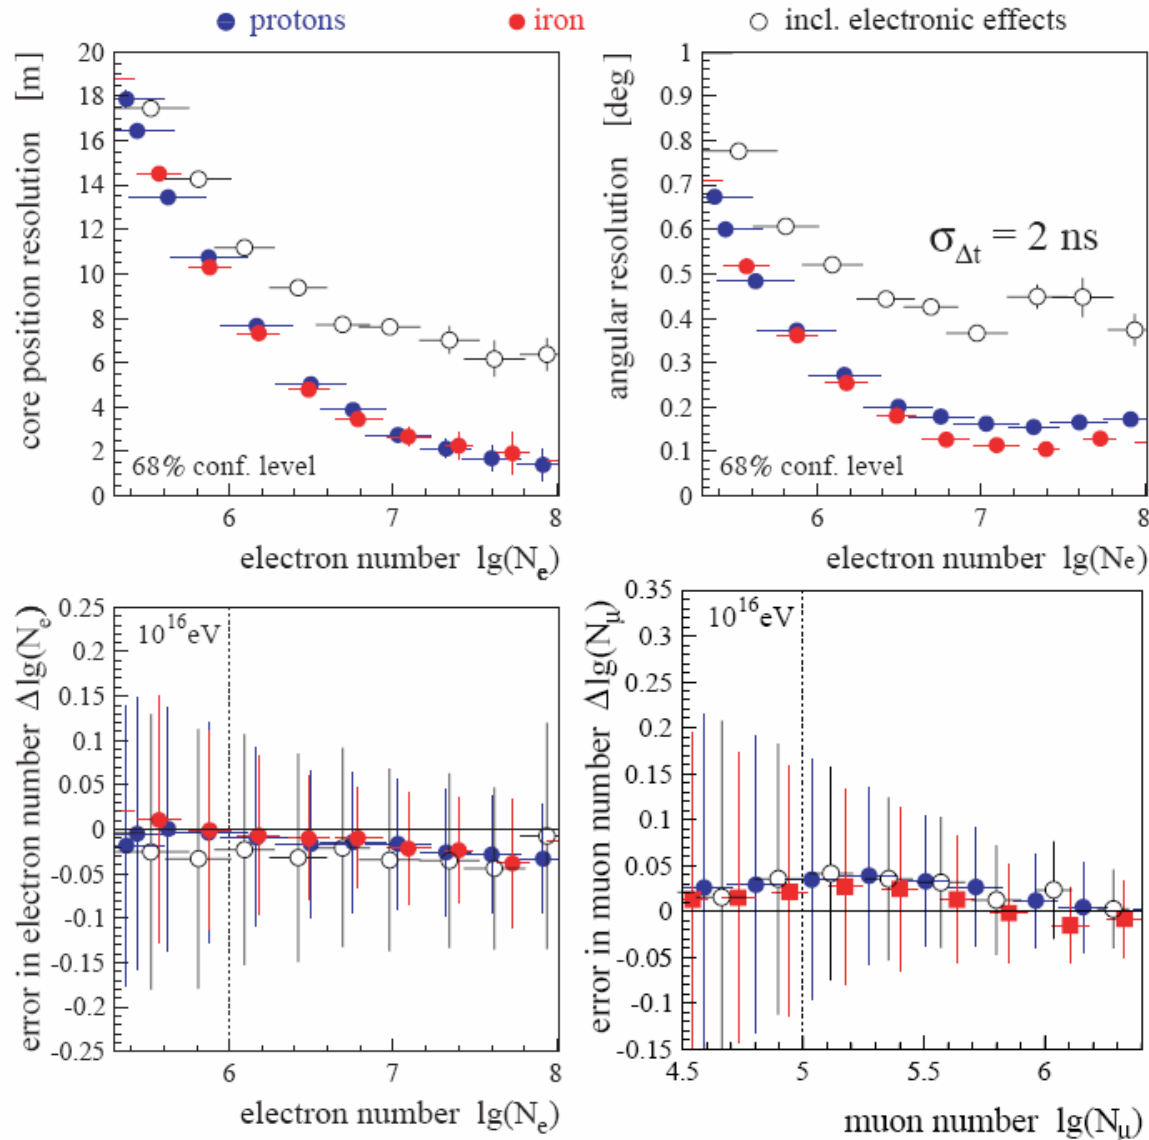 protons iron incl. electronic effects
core position resolution [m]
20
18
16
14
12
10
8
6
4
2
0
68% conf. level
6 7 8
electron number lg(Ne)
angular resolution [deg]
1
0.9
0.8
0.7
0.6
0.5
0.4
0.3
0.2
0.1
0
σΔt = 2 ns
68% conf. level
6 7 8
electron number lg(Ne)
error in electron number Δlg(Ne)
0.25
0.2
0.15
0.1
0.05
0
-0.05
-0.1
-0.15
-0.2
-0.25
10¹⁶eV
6 7 8
electron number lg(Ne)
error in muon number Δlg(Nμ)
0.35
0.3
0.25
0.2
0.15
0.1
0.05
0
-0.05
-0.1
-0.15
10¹⁶eV
4.5 5 5.5 6
muon number lg(Nμ)